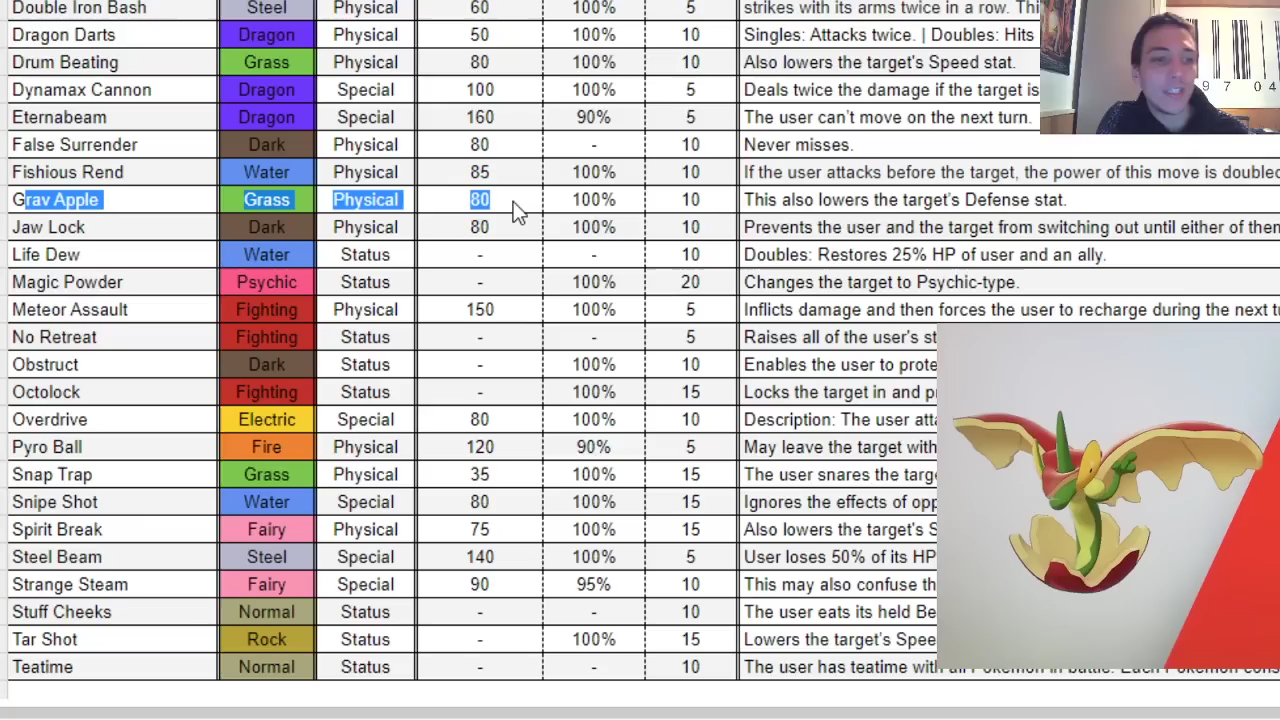 Double Iron Bash Steel Physical 60 100% 5 strikes with its arms twice in a row. Thi
Dragon Darts Dragon Physical 50 100% 10 Singles: Attacks twice. | Doubles: Hits
Drum Beating Grass Physical 80 100% 10 Also lowers the target's Speed stat.
Dynamax Cannon Dragon Special 100 100% 5 Deals twice the damage if the target is
Eternabeam Dragon Special 160 90% 5 The user can't move on the next turn.
False Surrender Dark Physical 80 - 10 Never misses.
Fishious Rend Water Physical 85 100% 10 If the user attacks before the target, the power of this move is doubled
Grav Apple Grass Physical 80 100% 10 This also lowers the target's Defense stat.
Jaw Lock Dark Physical 80 100% 10 Prevents the user and the target from switching out until either of them
Life Dew Water Status - - 10 Doubles: Restores 25% HP of user and an ally.
Magic Powder Psychic Status - 100% 20 Changes the target to Psychic-type.
Meteor Assault Fighting Physical 150 100% 5 Inflicts damage and then forces the user to recharge during the next tu
No Retreat Fighting Status - - 5 Raises all of the user's st
Obstruct Dark Status - 100% 10 Enables the user to prote
Octolock Fighting Status - 100% 15 Locks the target in and pr
Overdrive Electric Special 80 100% 10 Description: The user atta
Pyro Ball Fire Physical 120 90% 5 May leave the target with
Snap Trap Grass Physical 35 100% 15 The user snares the targe
Snipe Shot Water Special 80 100% 15 Ignores the effects of opp
Spirit Break Fairy Physical 75 100% 15 Also lowers the target's S
Steel Beam Steel Special 140 100% 5 User loses 50% of its HP
Strange Steam Fairy Special 90 95% 10 This may also confuse th
Stuff Cheeks Normal Status - - 10 The user eats its held Be
Tar Shot Rock Status - 100% 15 Lowers the target's Spee
Teatime Normal Status - - 10 The user has teatime with all Pokémon in battle. Each Pokémon cons
9 7 0 4